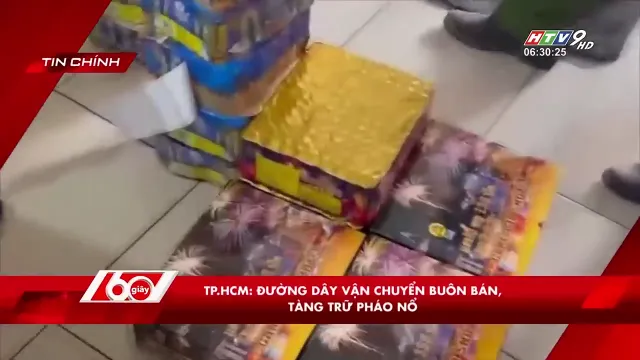 TIN CHÍNH
HTV9 HD
06:30:25
60 giây
TP.HCM: ĐƯỜNG DÂY VẬN CHUYỂN BUÔN BÁN,
TÀNG TRỮ PHÁO NỔ